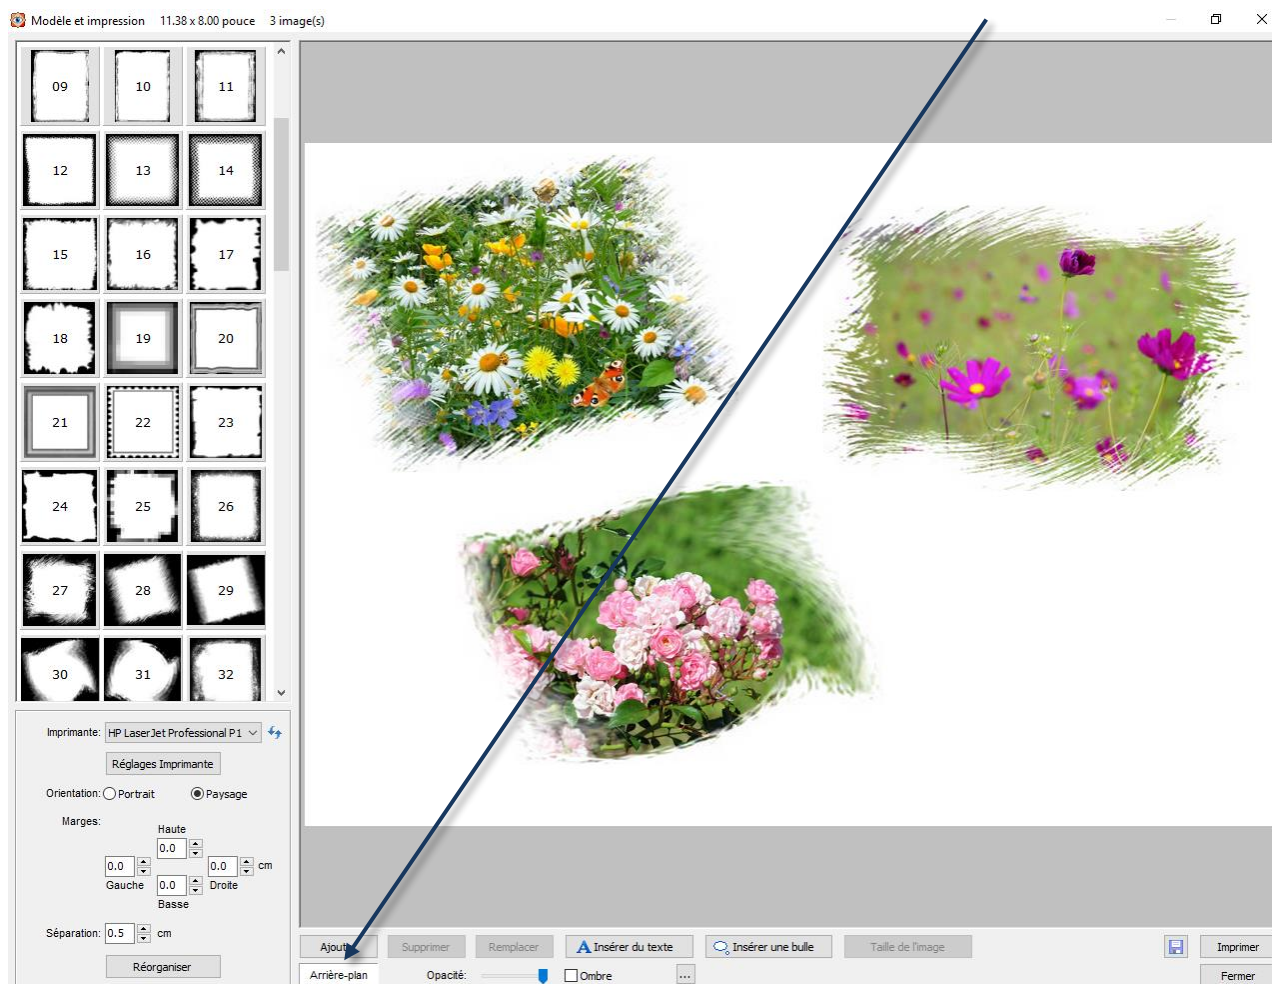 Modèle et impression 11.38 x 8.00 pouce 3 image(s)
09 10 11
12 13 14
15 16 17
18 19 20
21 22 23
24 25 26
27 28 29
30 31 32
Imprimante: HP LaserJet Professional P1
Réglages Imprimante
Orientation: Portrait Paysage
Marges:
Haute
0.0
0.0 0.0 cm
Gauche 0.0 Droite
Basse
Séparation: 0.5 cm
Réorganiser
Supprimer Remplacer A Insérer du texte Insérer une bulle Taille de l'image Imprimer
Arrière-plan Opacité: Ombre ... Fermer